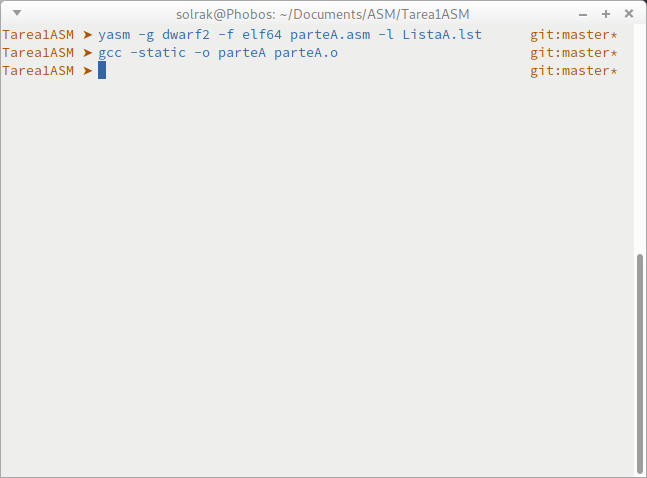 solrak@Phobos: ~/Documents/ASM/Tarea1ASM
Tarea1ASM ➤ yasm -g dwarf2 -f elf64 parteA.asm -l ListaA.lst git:master*
Tarea1ASM ➤ gcc -static -o parteA parteA.o git:master*
Tarea1ASM ➤ git:master*